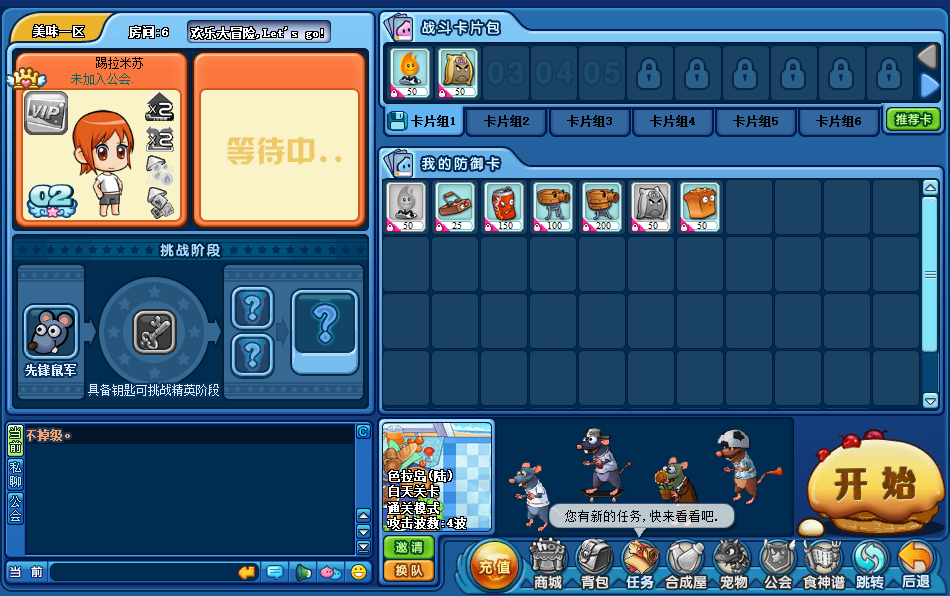 美味一区
房间:6
欢乐大冒险,Let's go!
踢拉米苏
未加入公会.
VIP
×2
×2
02
等待中..
挑战阶段
先锋鼠军
?
?
?
具备钥匙可挑战精英阶段
战斗卡片包
50
50
03
04
05
卡片组1
卡片组2
卡片组3
卡片组4
卡片组5
卡片组6
推荐卡
我的防御卡
50
25
150
100
200
50
50
当前
私聊
公会
不掉级。
C
当 前
色拉岛(陆)
白天关卡
通关模式
攻击波数:4波
邀请
换队
您有新的任务,快来看看吧.
开始
充值
商城
背包
任务
合成屋
宠物
公会
食神谱
跳转
后退